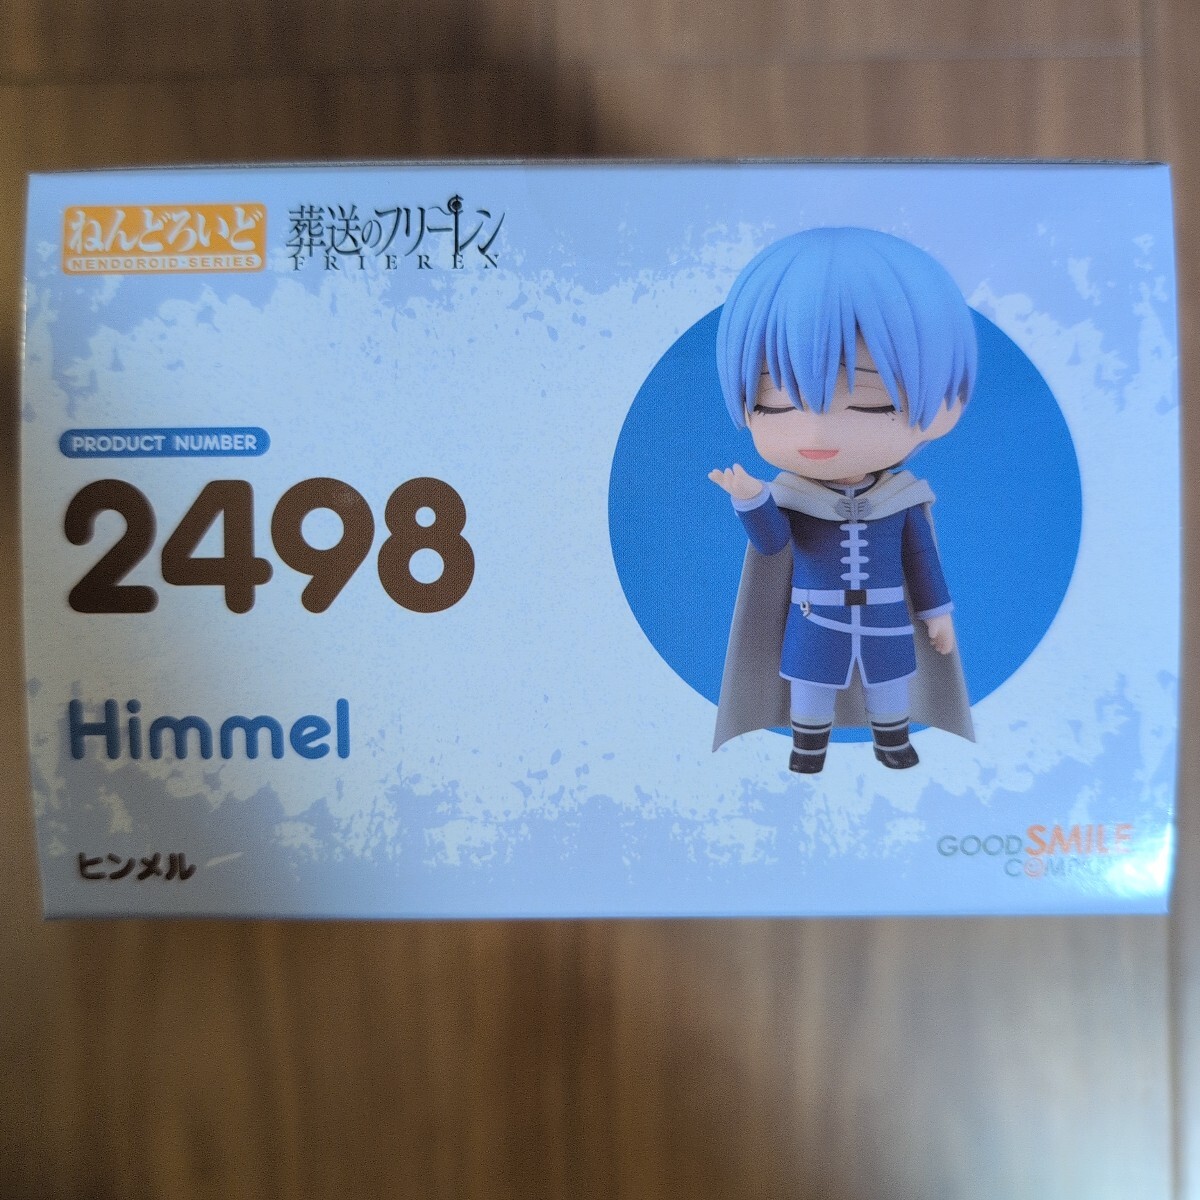 ねんどろいど
NENDOROID·SERIES
葬送のフリーレン
FRIEREN
PRODUCT NUMBER
2498
Himmel
ヒンメル
GOOD SMILE
COMPANY